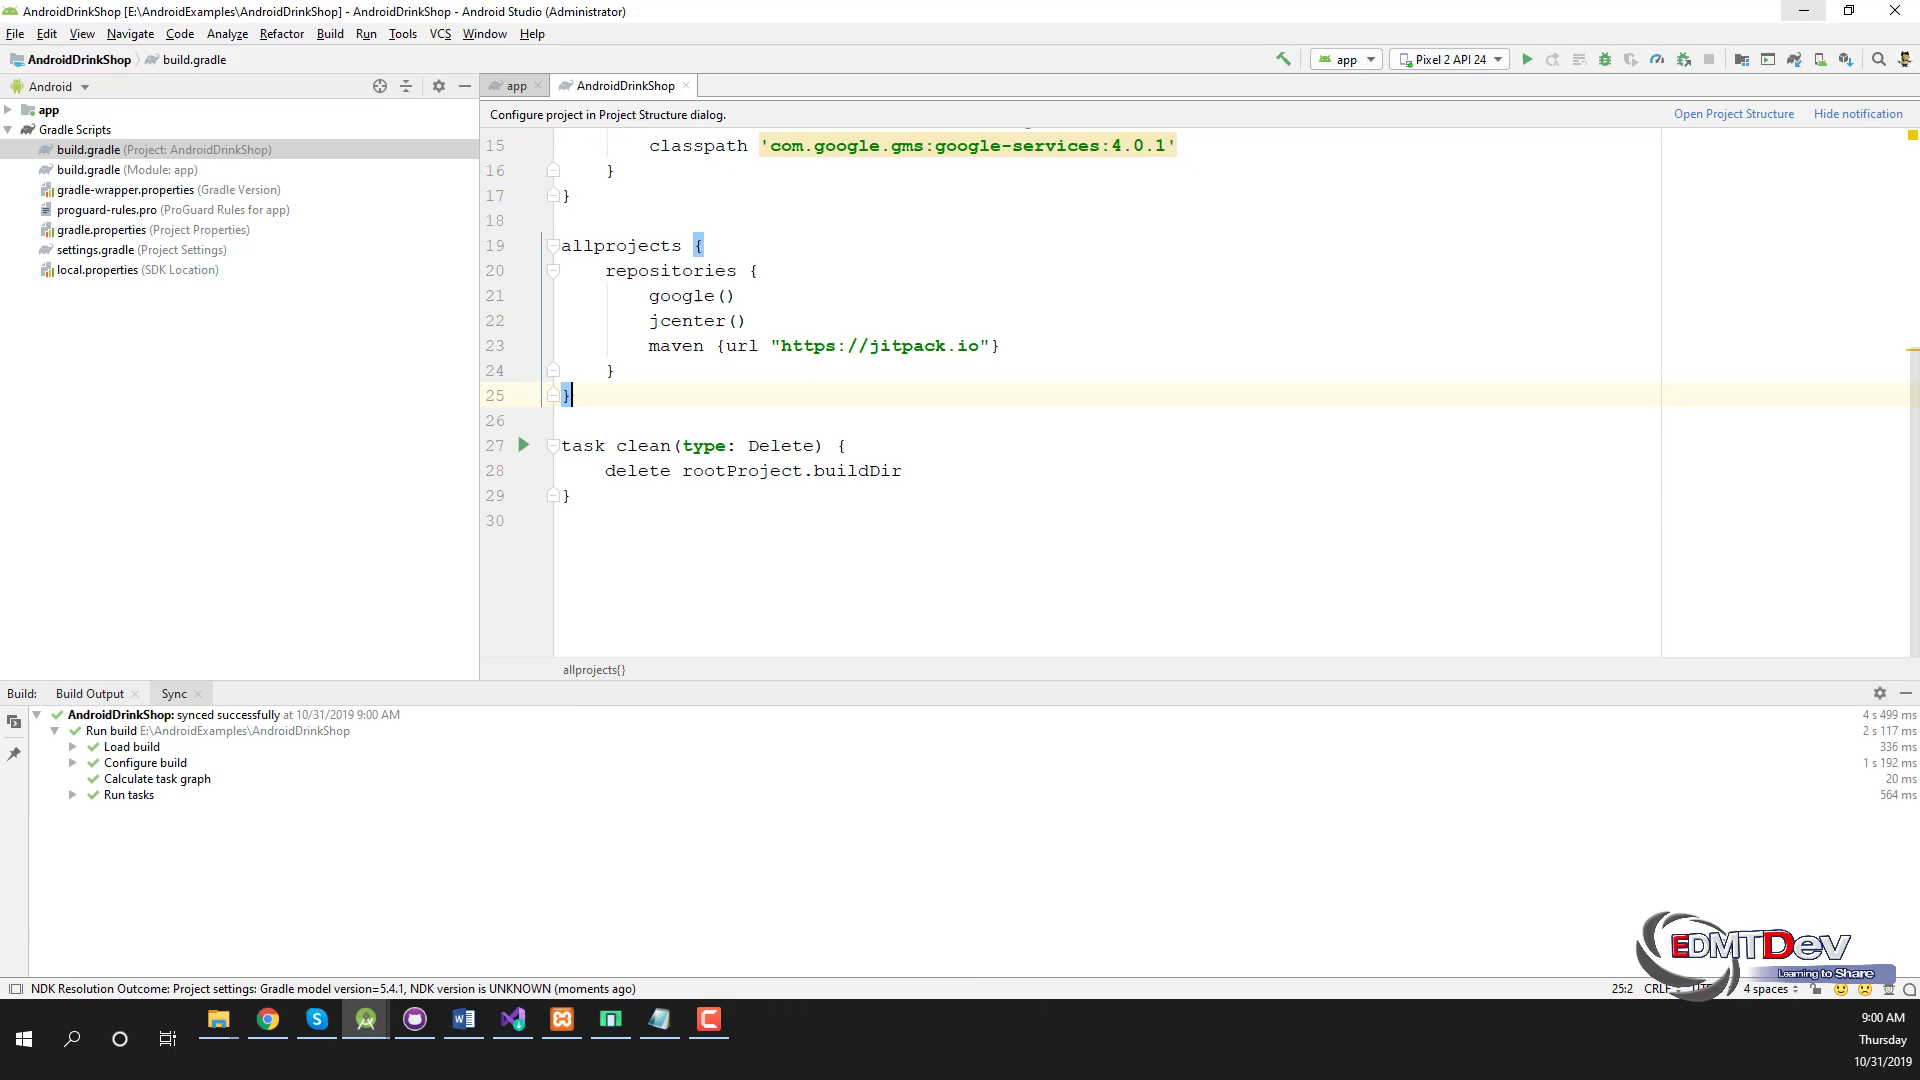 AndroidDrinkShop [E:\AndroidExamples\AndroidDrinkShop] - AndroidDrinkShop - Android Studio (Administrator)
File Edit View Navigate Code Analyze Refactor Build Run Tools VCS Window Help
AndroidDrinkShop build.gradle
app Pixel 2 API 24
Android
app AndroidDrinkShop
Configure project in Project Structure dialog. Open Project Structure Hide notification
app
Gradle Scripts
build.gradle (Project: AndroidDrinkShop)
build.gradle (Module: app)
gradle-wrapper.properties (Gradle Version)
proguard-rules.pro (ProGuard Rules for app)
gradle.properties (Project Properties)
settings.gradle (Project Settings)
local.properties (SDK Location)
15 classpath 'com.google.gms:google-services:4.0.1'
16 }
17 }
18
19 allprojects {
20 repositories {
21 google()
22 jcenter()
23 maven {url "https://jitpack.io"}
24 }
25 }
26
27 task clean(type: Delete) {
28 delete rootProject.buildDir
29 }
30
allprojects{}
Build: Build Output Sync
AndroidDrinkShop: synced successfully at 10/31/2019 9:00 AM 4 s 499 ms
Run build E:\AndroidExamples\AndroidDrinkShop 2 s 117 ms
Load build 336 ms
Configure build 1 s 192 ms
Calculate task graph 20 ms
Run tasks 564 ms
EDMTDev
Learning to Share
NDK Resolution Outcome: Project settings: Gradle model version=5.4.1, NDK version is UNKNOWN (moments ago) 25:2 CRLF 4 spaces
9:00 AM
Thursday
10/31/2019